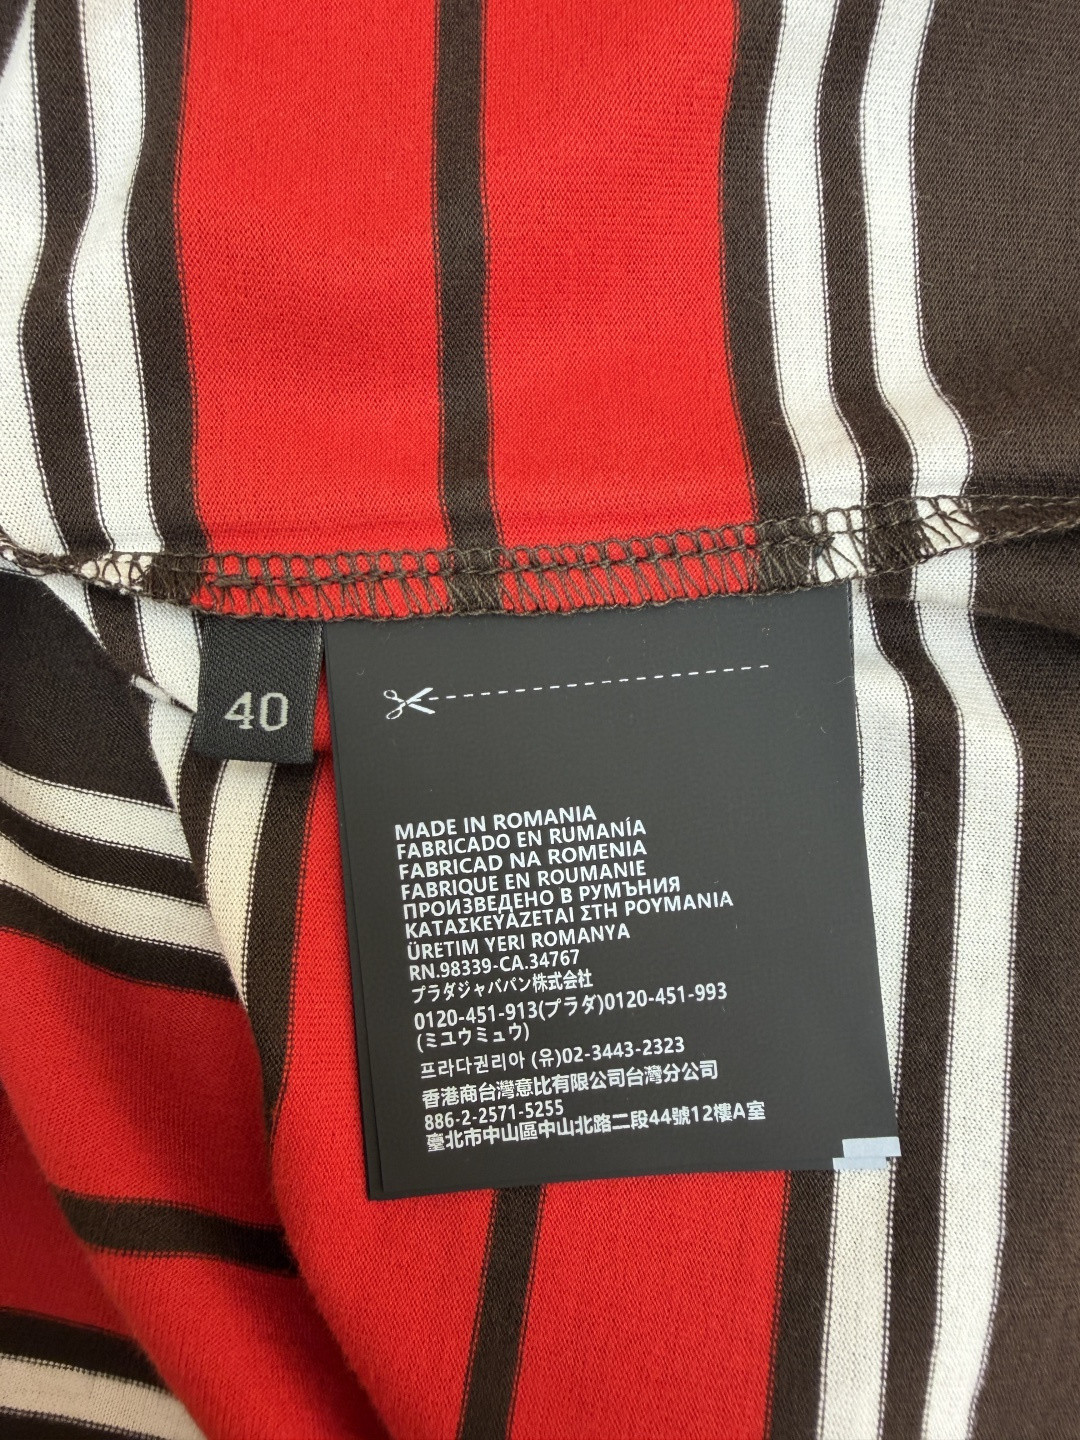 40
MADE IN ROMANIA
FABRICADO EN RUMANÍA
FABRICAD NA ROMENIA
FABRIQUE EN ROUMANIE
ПРОИЗВЕДЕНО В РУМЪНИЯ
ΚΑΤΑΣΚΕΥΆΖΕΤΑΙ ΣΤΗ ΡΟΥΜΑΝΙΑ
ÜRETIM YERI ROMANYA
RN.98339-CA.34767
プラダジャババン株式会社
0120-451-913(プラダ)0120-451-993
(ミユウミュウ)
프라다귄리아 (유)02-3443-2323
香港商台灣意比有限公司台灣分公司
886-2-2571-5255
臺北市中山區中山北路二段44號12樓A室